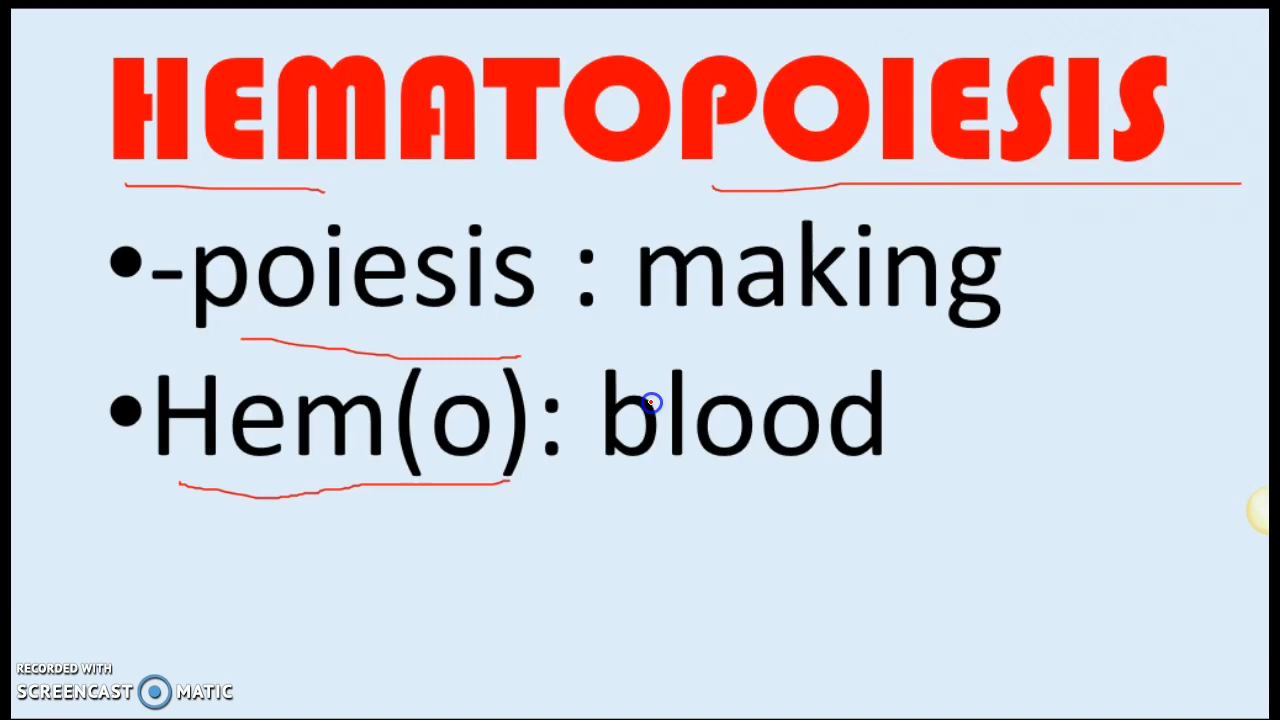 HEMATOPOIESIS
•-poiesis : making
•Hem(o): blood
RECORDED WITH
SCREENCAST MATIC